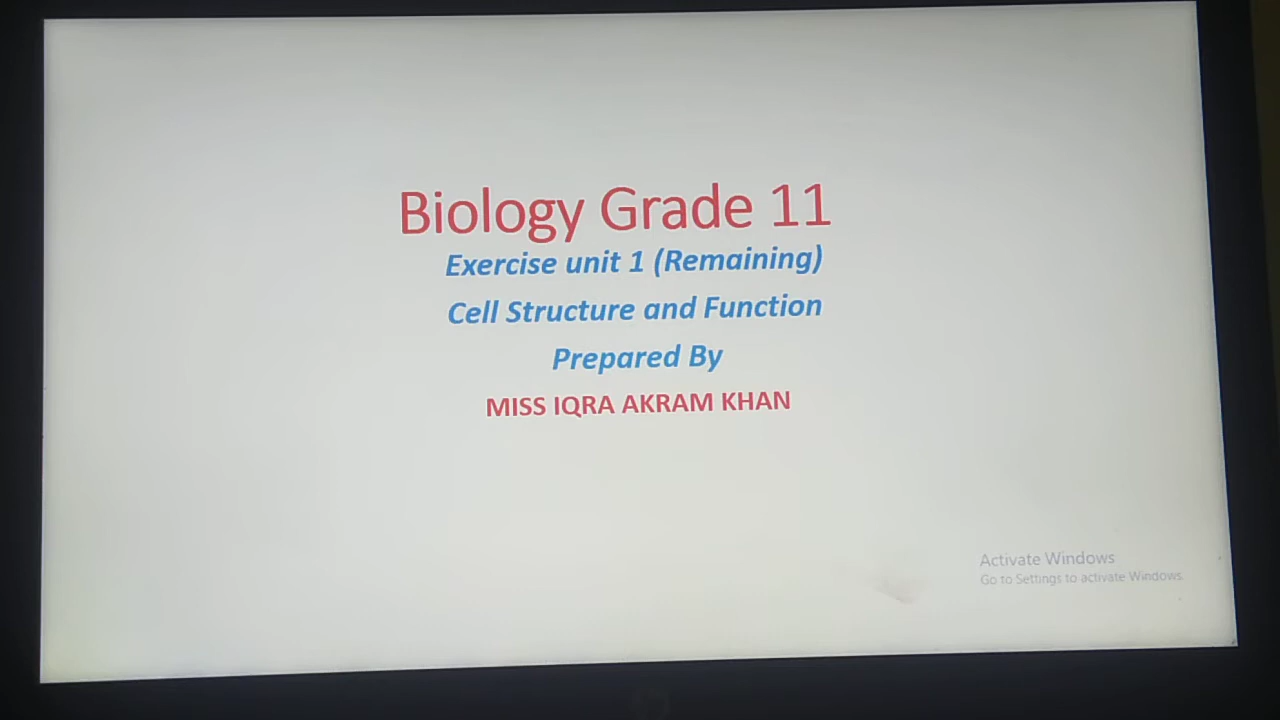 Biology Grade 11
Exercise unit 1 (Remaining)
Cell Structure and Function
Prepared By
MISS IQRA AKRAM KHAN
Activate Windows
Go to Settings to activate Windows.